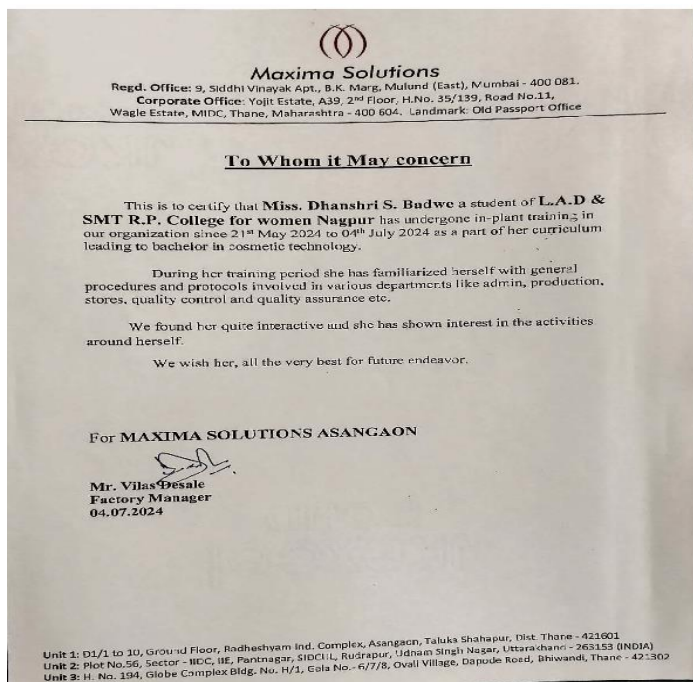 Maxima Solutions
Regd. Office: 9, Siddhi Vinayak Apt., B.K. Marg, Mulund (East), Mumbai - 400 081.
Corporate Office: Yojit Estate, A39, 2nd Floor, H.No. 35/139, Road No.11,
Wagle Estate, MIDC, Thane, Maharashtra - 400 604. Landmark: Old Passport Office
To Whom it May concern
This is to certify that Miss. Dhanshri S. Budwe a student of L.A.D &
SMT R.P. College for women Nagpur has undergone in-plant training in
our organization since 21st May 2024 to 04th July 2024 as a part of her curriculum
leading to bachelor in cosmetic technology.
During her training period she has familiarized herself with general
procedures and protocols involved in various departments like admin, production,
stores, quality control and quality assurance etc.
We found her quite interactive and she has shown interest in the activities
around herself.
We wish her, all the very best for future endeavor.
For MAXIMA SOLUTIONS ASANGAON
Mr. Vilas Desale
Factory Manager
04.07.2024
Unit 1: D1/1 to 10, Ground Floor, Radheshyam Ind. Complex, Asangaon, Taluka Shahapur, Dist. Thane - 421601
Unit 2: Plot No.56, Sector - IIDC, IIE, Pantnagar, SIDCUL, Rudrapur, Udham Singh Nagar, Uttarakhand - 263153 (INDIA)
Unit 3: H. No. 194, Globe Complex Bldg. No. H/1, Gala No.- 6/7/8, Ovali Village, Dapode Road, Bhiwandi, Thane - 421302